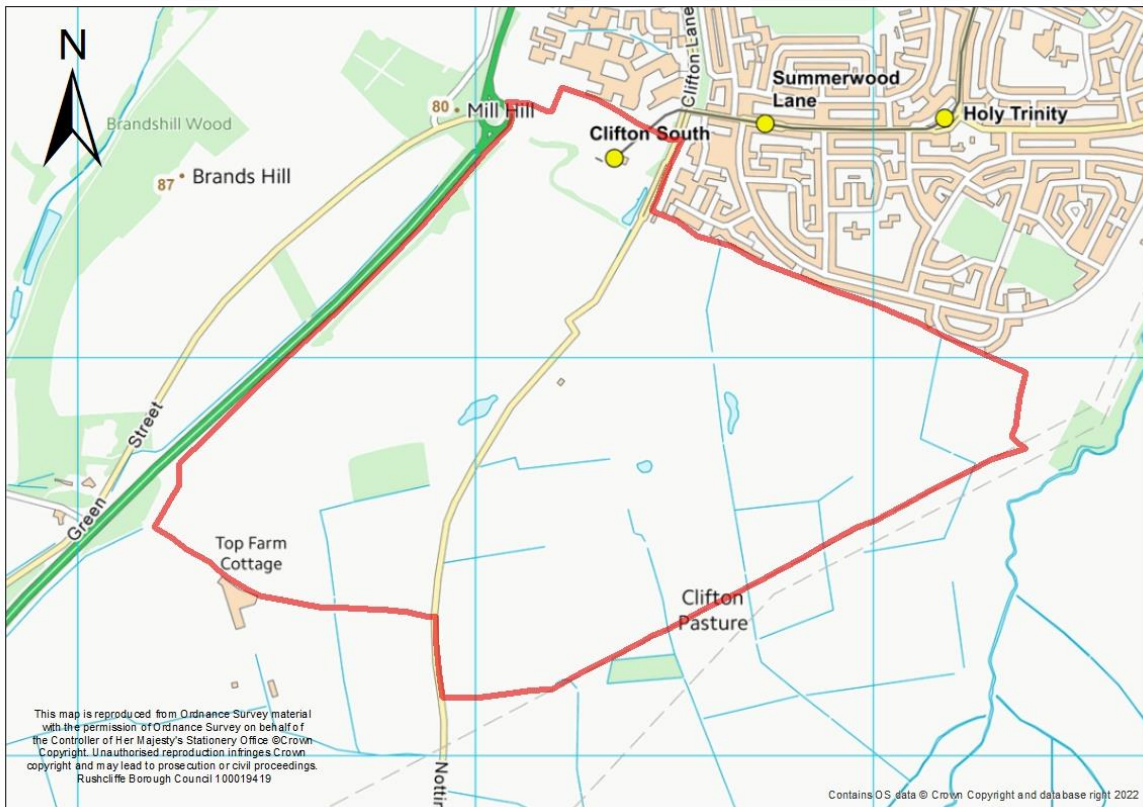 N
Clifton Lane
Summerwood
Lane
80
Mill Hill
Holy Trinity
Brandshill Wood
Clifton South
87
Brands Hill
Green Street
Top Farm
Cottage
Clifton
Pasture
This map is reproduced from Ordnance Survey material
with the permission of Ordnance Survey on behalf of
the Controller of Her Majesty's Stationery Office ©Crown
Copyright. Unauthorised reproduction infringes Crown
copyright and may lead to prosecution or civil proceedings.
Rushcliffe Borough Council 100019419
Nottin
Contains OS data © Crown Copyright and database right 2022